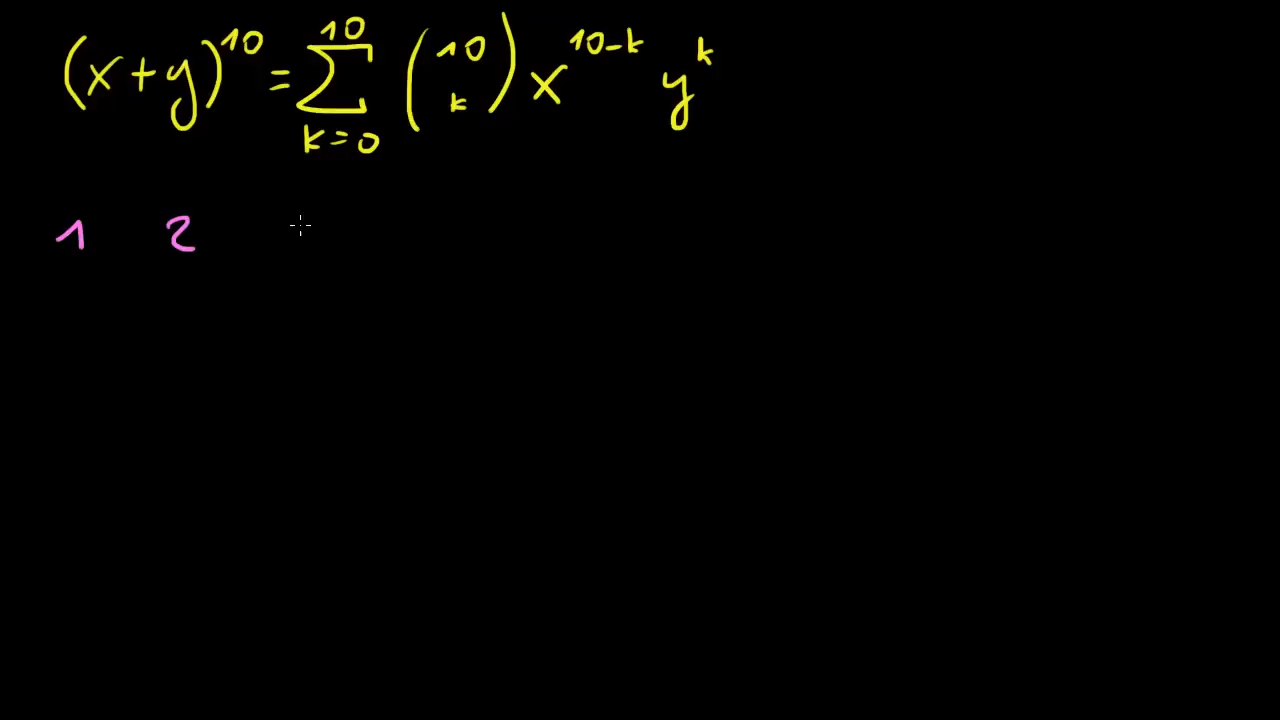 (x+y)^10 = ∑_{k=0}^{10} (10 k) x^{10-k} y^k
1 2